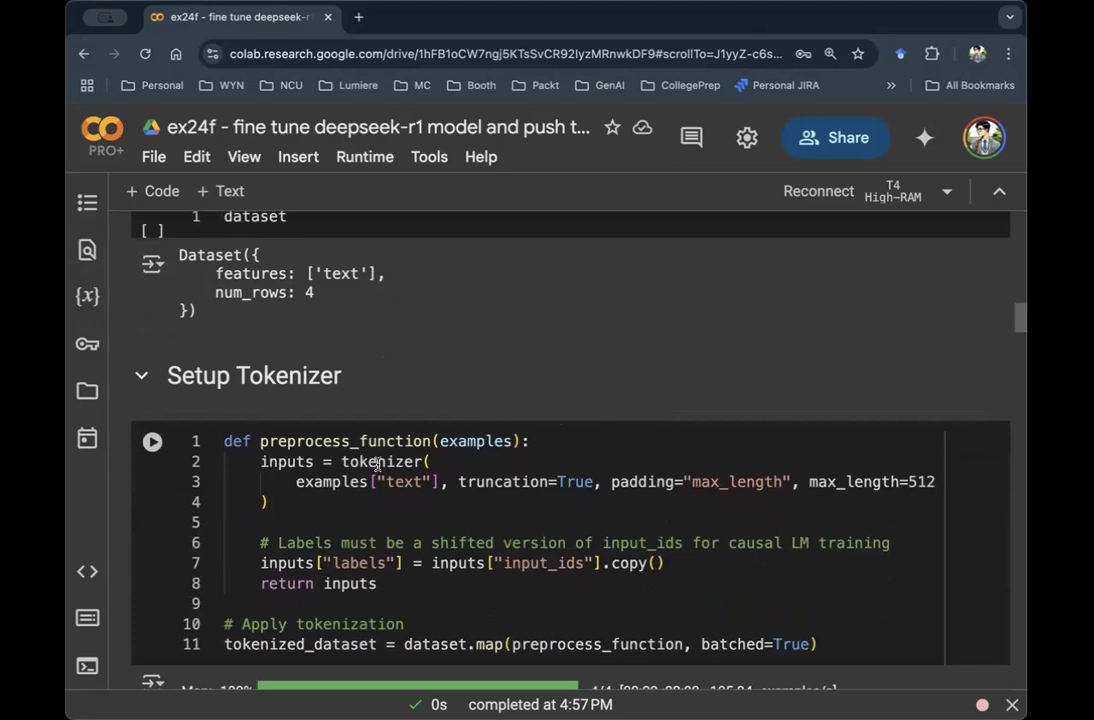 ex24f - fine tune deepseek-r1
colab.research.google.com/drive/1hFB1oCW7ngj5KTsSvCR92IyzMRnwkDF9#scrollTo=J1yyZ-c6s...
Personal WYN NCU Lumiere MC Booth Packt GenAI CollegePrep Personal JIRA » All Bookmarks
CO PRO+
ex24f - fine tune deepseek-r1 model and push t...
Share
File Edit View Insert Runtime Tools Help
+ Code + Text
Reconnect
T4
High-RAM
1 dataset
[ ]
Dataset({
features: ['text'],
num_rows: 4
})
{x}
Setup Tokenizer
1 def preprocess_function(examples):
2 inputs = tokenizer(
3 examples["text"], truncation=True, padding="max_length", max_length=512
4 )
5
6 # Labels must be a shifted version of input_ids for causal LM training
7 inputs["labels"] = inputs["input_ids"].copy()
8 return inputs
9
10 # Apply tokenization
11 tokenized_dataset = dataset.map(preprocess_function, batched=True)
0s completed at 4:57PM